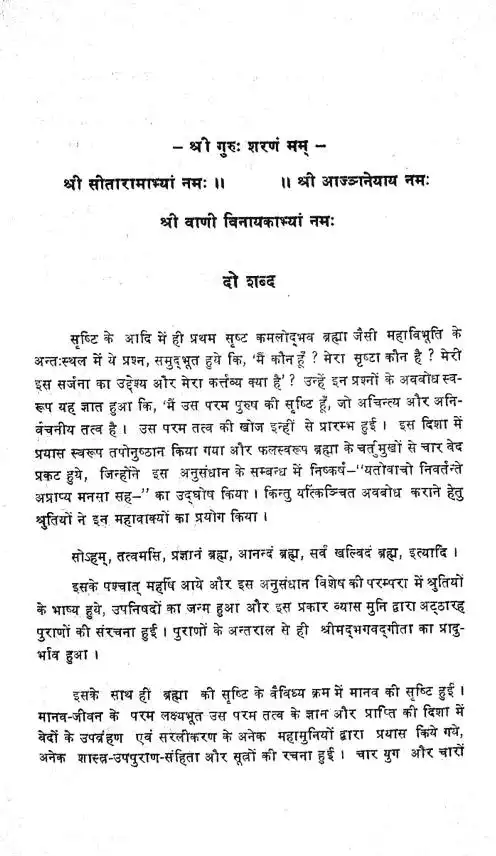 – श्री गुरुः शरणं मम् –
श्री सीतारामाभ्यां नमः ॥ ॥ श्री आञ्जनेयाय नमः
श्री वाणी विनायकाभ्यां नमः
दो शब्द
सृष्टि के आदि में ही प्रथम सृष्ट कमलोद्भव ब्रह्मा जैसी महाविभूति के
अन्तःस्थल में ये प्रश्न, समुद्भूत हुये कि, 'मैं कौन हूँ ? मेरा सृष्टा कौन है ? मेरी
इस सर्जना का उद्देश्य और मेरा कर्त्तव्य क्या है' ? उन्हें इन प्रश्नों के अवबोध स्व-
रूप यह ज्ञात हुआ कि, 'मैं उस परम पुरुष की सृष्टि हूँ, जो अचिन्त्य और अनि-
र्वचनीय तत्व है । उस परम तत्व की खोज इन्हीं से प्रारम्भ हुई । इस दिशा में
प्रयास स्वरूप तपोनुष्ठान किया गया और फलस्वरूप ब्रह्मा के चर्तुमुखों से चार वेद
प्रकट हुये, जिन्होंने इस अनुसंधान के सम्बन्ध में निष्कर्ष–"यतोवाचो निवर्तन्ते
अप्राप्य मनसा सह–" का उद्घोष किया । किन्तु यत्किञ्चित अवबोध कराने हेतु
श्रुतियों ने इन महावाक्यों का प्रयोग किया ।
सोऽहम्, तत्वमसि, प्रज्ञानं ब्रह्म, आनन्दं ब्रह्म, सर्वं खल्विदं ब्रह्म, इत्यादि ।
इसके पश्चात् महर्षि आये और इस अनुसंधान विशेष की परम्परा में श्रुतियों
के भाष्य हुये, उपनिषदों का जन्म हुआ और इस प्रकार व्यास मुनि द्वारा अट्ठारह
पुराणों की संरचना हुई । पुराणों के अन्तराल से ही श्रीमद्भगवद्गीता का प्रादु-
र्भाव हुआ ।
इसके साथ ही ब्रह्मा की सृष्टि के वैविध्य क्रम में मानव की सृष्टि हुई ।
मानव-जीवन के परम लक्ष्यभूत उस परम तत्व के ज्ञान और प्राप्ति की दिशा में
वेदों के उपब्रंहण एवं सरलीकरण के अनेक महामुनियों द्वारा प्रयास किये गये,
अनेक शास्त्र-उपपुराण-संहिता और सूत्रों की रचना हुई । चार युग और चारों